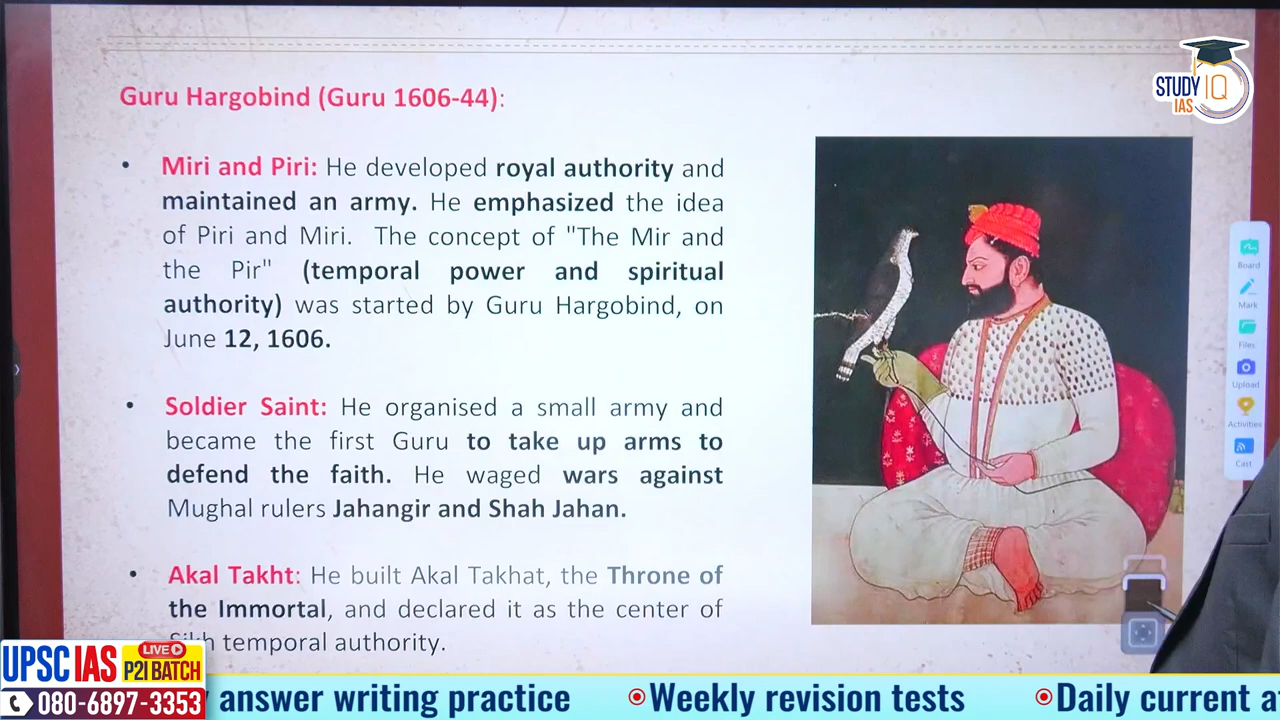 STUDY IQ
IAS
Guru Hargobind (Guru 1606-44):
• Miri and Piri: He developed royal authority and
maintained an army. He emphasized the idea
of Piri and Miri. The concept of "The Mir and
the Pir" (temporal power and spiritual
authority) was started by Guru Hargobind, on
June 12, 1606.
• Soldier Saint: He organised a small army and
became the first Guru to take up arms to
defend the faith. He waged wars against
Mughal rulers Jahangir and Shah Jahan.
• Akal Takht: He built Akal Takhat, the Throne of
the Immortal, and declared it as the center of
Sikh temporal authority.
Board
Mark
Files
Upload
Activities
Cast
UPSC IAS LIVE
P2I BATCH
080-6897-3353
answer writing practice Weekly revision tests Daily current a